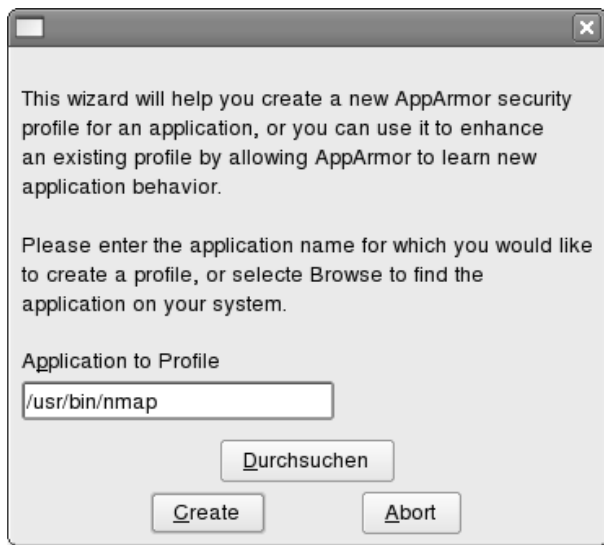 This wizard will help you create a new AppArmor security
profile for an application, or you can use it to enhance
an existing profile by allowing AppArmor to learn new
application behavior.
Please enter the application name for which you would like
to create a profile, or selecte Browse to find the
application on your system.
Application to Profile
/usr/bin/nmap
Durchsuchen
Create Abort